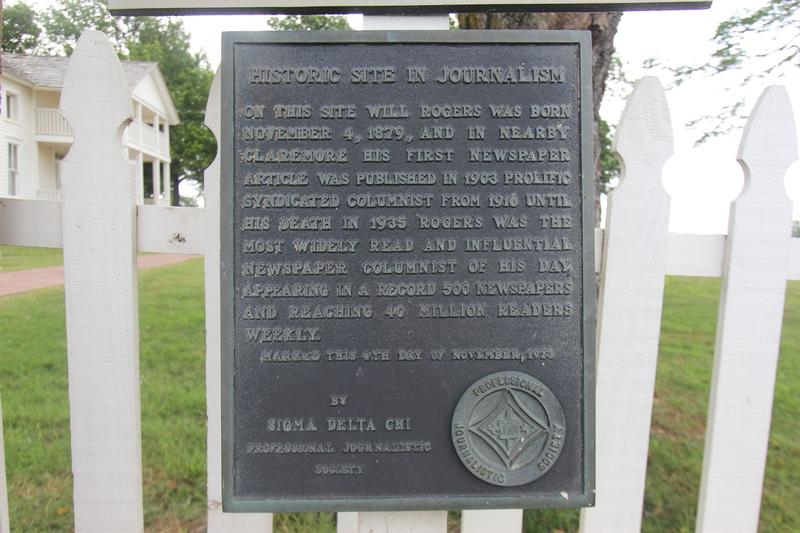 HISTORIC SITE IN JOURNALISM
ON THIS SITE WILL ROGERS WAS BORN
NOVEMBER 4, 1879, AND IN NEARBY
CLAREMORE HIS FIRST NEWSPAPER
ARTICLE WAS PUBLISHED IN 1903 PROLIFIC
SYNDICATED COLUMNIST FROM 1916 UNTIL
HIS DEATH IN 1935 ROGERS WAS THE
MOST WIDELY READ AND INFLUENTIAL
NEWSPAPER COLUMNIST OF HIS DAY,
APPEARING IN A RECORD 500 NEWSPAPERS
AND REACHING 40 MILLION READERS
WEEKLY.
MARKED THIS 4TH DAY OF NOVEMBER, 1973
BY
SIGMA DELTA CHI
PROFESSIONAL JOURNALISTIC
SOCIETY
PROFESSIONAL
JOURNALISTIC SOCIETY